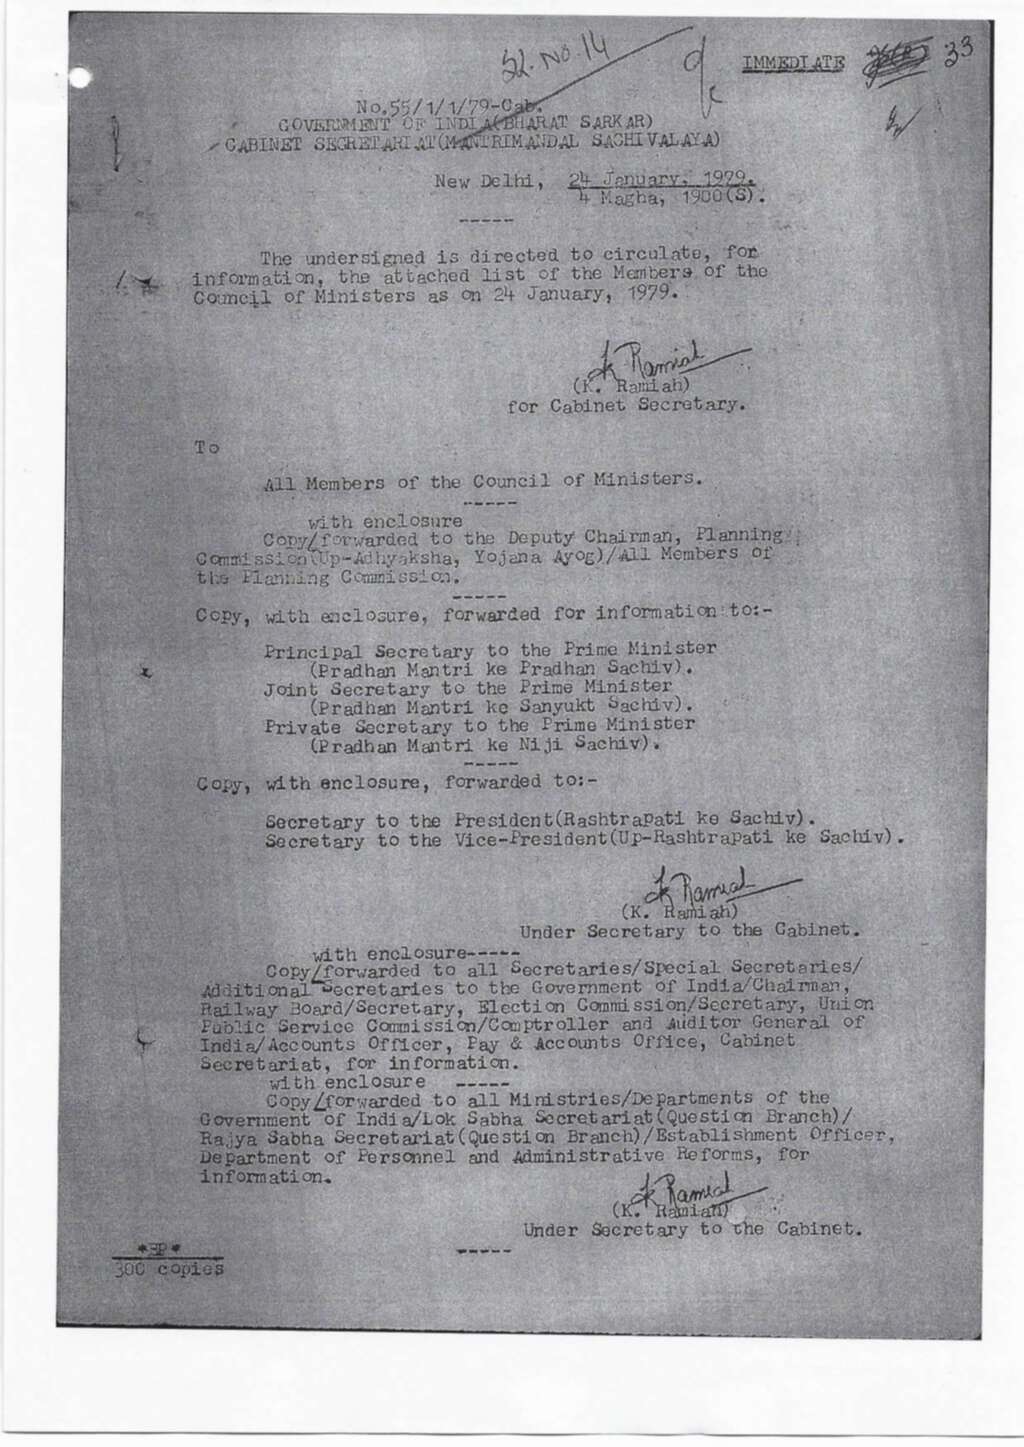 Sl. No. 14
IMMEDIATE
33
No.55/1/1/79-Cab.
GOVERNMENT OF INDIA(BHARAT SARKAR)
CABINET SECRETARIAT(MANTRIMANDAL SACHIVALAYA)
New Delhi, 24 January, 1979.
4 Magha, 1900(S).
-----
The undersigned is directed to circulate, for
information, the attached list of the Members of the
Council of Ministers as on 24 January, 1979.
K Ramiah
(K. Ramiah)
for Cabinet Secretary.
To
All Members of the Council of Ministers.
-----
with enclosure
Copy/forwarded to the Deputy Chairman, Planning
Commission(Up-Adhyaksha, Yojana Ayog)/All Members of
the Planning Commission.
-----
Copy, with enclosure, forwarded for information to:-
Principal Secretary to the Prime Minister
(Pradhan Mantri ke Pradhan Sachiv).
Joint Secretary to the Prime Minister
(Pradhan Mantri ke Sanyukt Sachiv).
Private Secretary to the Prime Minister
(Pradhan Mantri ke Niji Sachiv).
-----
Copy, with enclosure, forwarded to:-
Secretary to the President(Rashtrapati ke Sachiv).
Secretary to the Vice-President(Up-Rashtrapati ke Sachiv).
K Ramiah
(K. Ramiah)
Under Secretary to the Cabinet.
with enclosure-----
Copy/forwarded to all Secretaries/Special Secretaries/
Additional Secretaries to the Government of India/Chairman,
Railway Board/Secretary, Election Commission/Secretary, Union
Public Service Commission/Comptroller and Auditor General of
India/Accounts Officer, Pay & Accounts Office, Cabinet
Secretariat, for information.
with enclosure -----
Copy/forwarded to all Ministries/Departments of the
Government of India/Lok Sabha Secretariat(Question Branch)/
Rajya Sabha Secretariat(Question Branch)/Establishment Officer,
Department of Personnel and Administrative Reforms, for
information.
K Ramiah
(K. Ramiah)
Under Secretary to the Cabinet.
-----
*BP*
300 copies